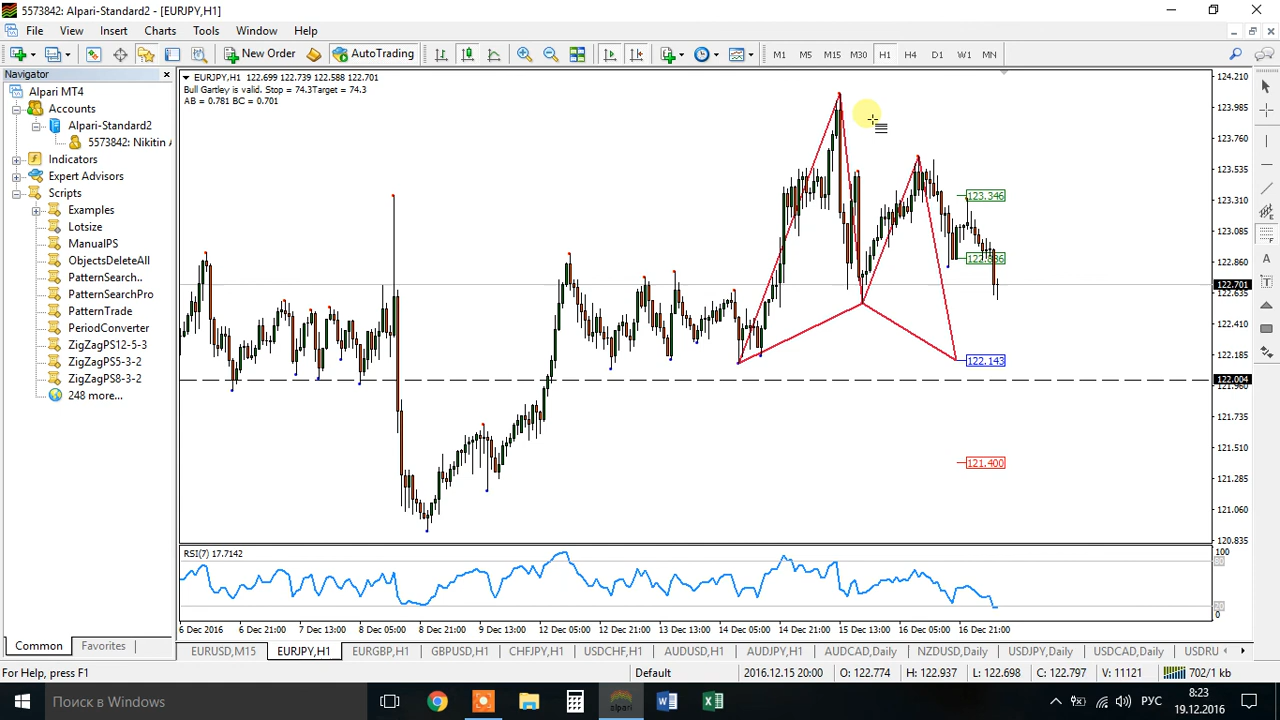 5573842: Alpari-Standard2 - [EURJPY,H1]
File View Insert Charts Tools Window Help
New Order AutoTrading M1 M5 M15 M30 H1 H4 D1 W1 MN
Navigator
Alpari MT4
Accounts
Alpari-Standard2
5573842: Nikitin
Indicators
Expert Advisors
Scripts
Examples
Lotsize
ManualPS
ObjectsDeleteAll
PatternSearch..
PatternSearchPro
PatternTrade
PeriodConverter
ZigZagPS12-5-3
ZigZagPS5-3-2
ZigZagPS8-3-2
248 more...
Common Favorites
EURJPY,H1 122.699 122.739 122.588 122.701
Bull Gartley is valid. Stop = 74.3Target = 74.3
AB = 0.781 BC = 0.701
123.346
122.143
121.400
124.210
123.985
123.760
123.535
123.310
123.085
122.860
122.701
122.635
122.410
122.185
122.004
121.960
121.735
121.510
121.285
121.060
120.835
RSI(7) 17.7142
100
80
20
0
6 Dec 2016 6 Dec 21:00 7 Dec 13:00 8 Dec 05:00 8 Dec 21:00 9 Dec 13:00 12 Dec 05:00 12 Dec 21:00 13 Dec 13:00 14 Dec 05:00 14 Dec 21:00 15 Dec 13:00 16 Dec 05:00 16 Dec 21:00
EURUSD,M15 EURJPY,H1 EURGBP,H1 GBPUSD,H1 CHFJPY,H1 USDCHF,H1 AUDUSD,H1 AUDJPY,H1 AUDCAD,Daily NZDUSD,Daily USDJPY,Daily USDCAD,Daily USDRU
For Help, press F1 Default 2016.12.15 20:00 O: 122.774 H: 122.937 L: 122.698 C: 122.797 V: 11121 702/1 kb
Поиск в Windows
РУС
8:23
19.12.2016